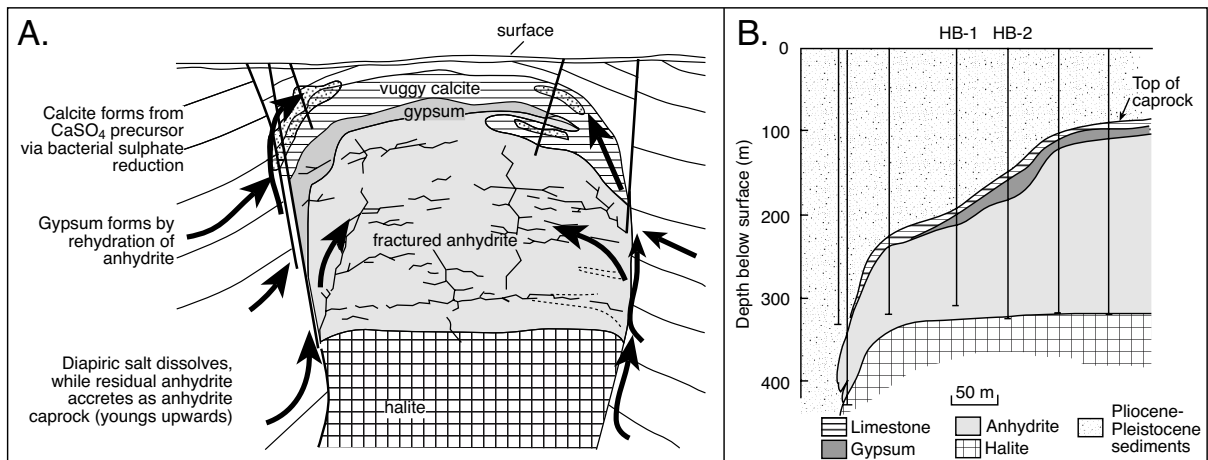 A.
surface
vuggy calcite
gypsum
Calcite forms from
CaSO4 precursor
via bacterial sulphate
reduction
Gypsum forms by
rehydration of
anhydrite
fractured anhydrite
Diapiric salt dissolves,
while residual anhydrite
accretes as anhydrite
caprock (youngs upwards)
halite
B.
HB-1 HB-2
0
100
200
300
400
Depth below surface (m)
Top of
caprock
50 m
Limestone
Gypsum
Anhydrite
Halite
Pliocene-
Pleistocene
sediments